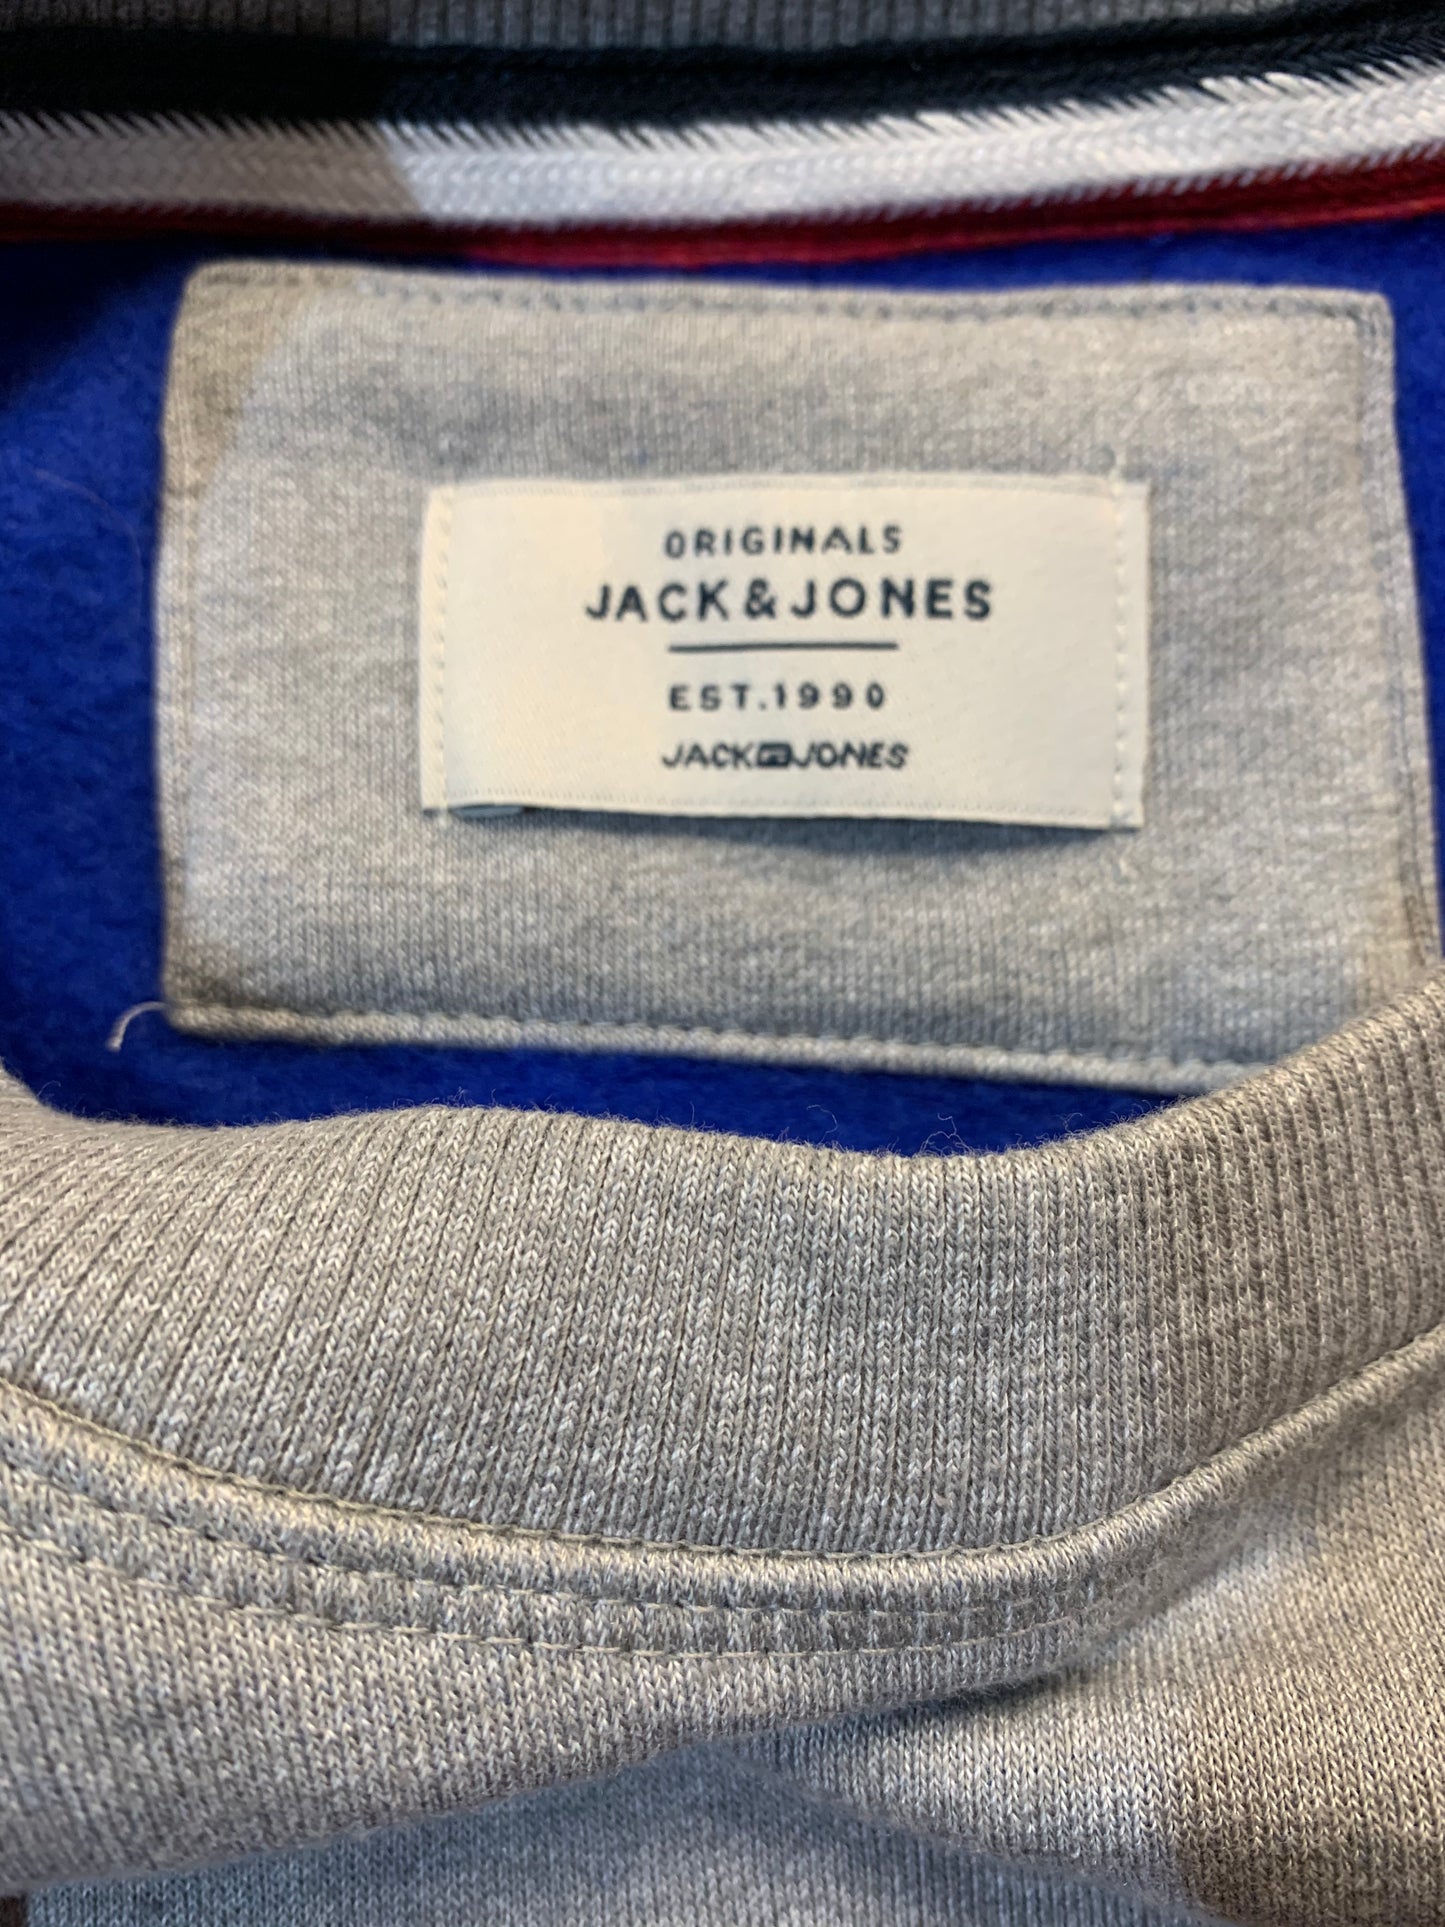 ORIGINALS
JACK & JONES
EST.1990
JACK JONES